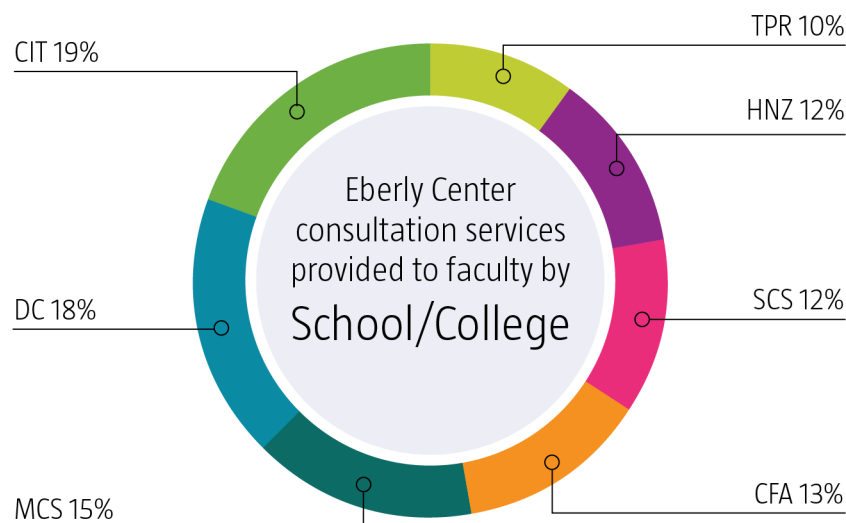 TPR 10%
CIT 19%
HNZ 12%
Eberly Center
consultation services
provided to faculty by
School/College
SCS 12%
DC 18%
CFA 13%
MCS 15%